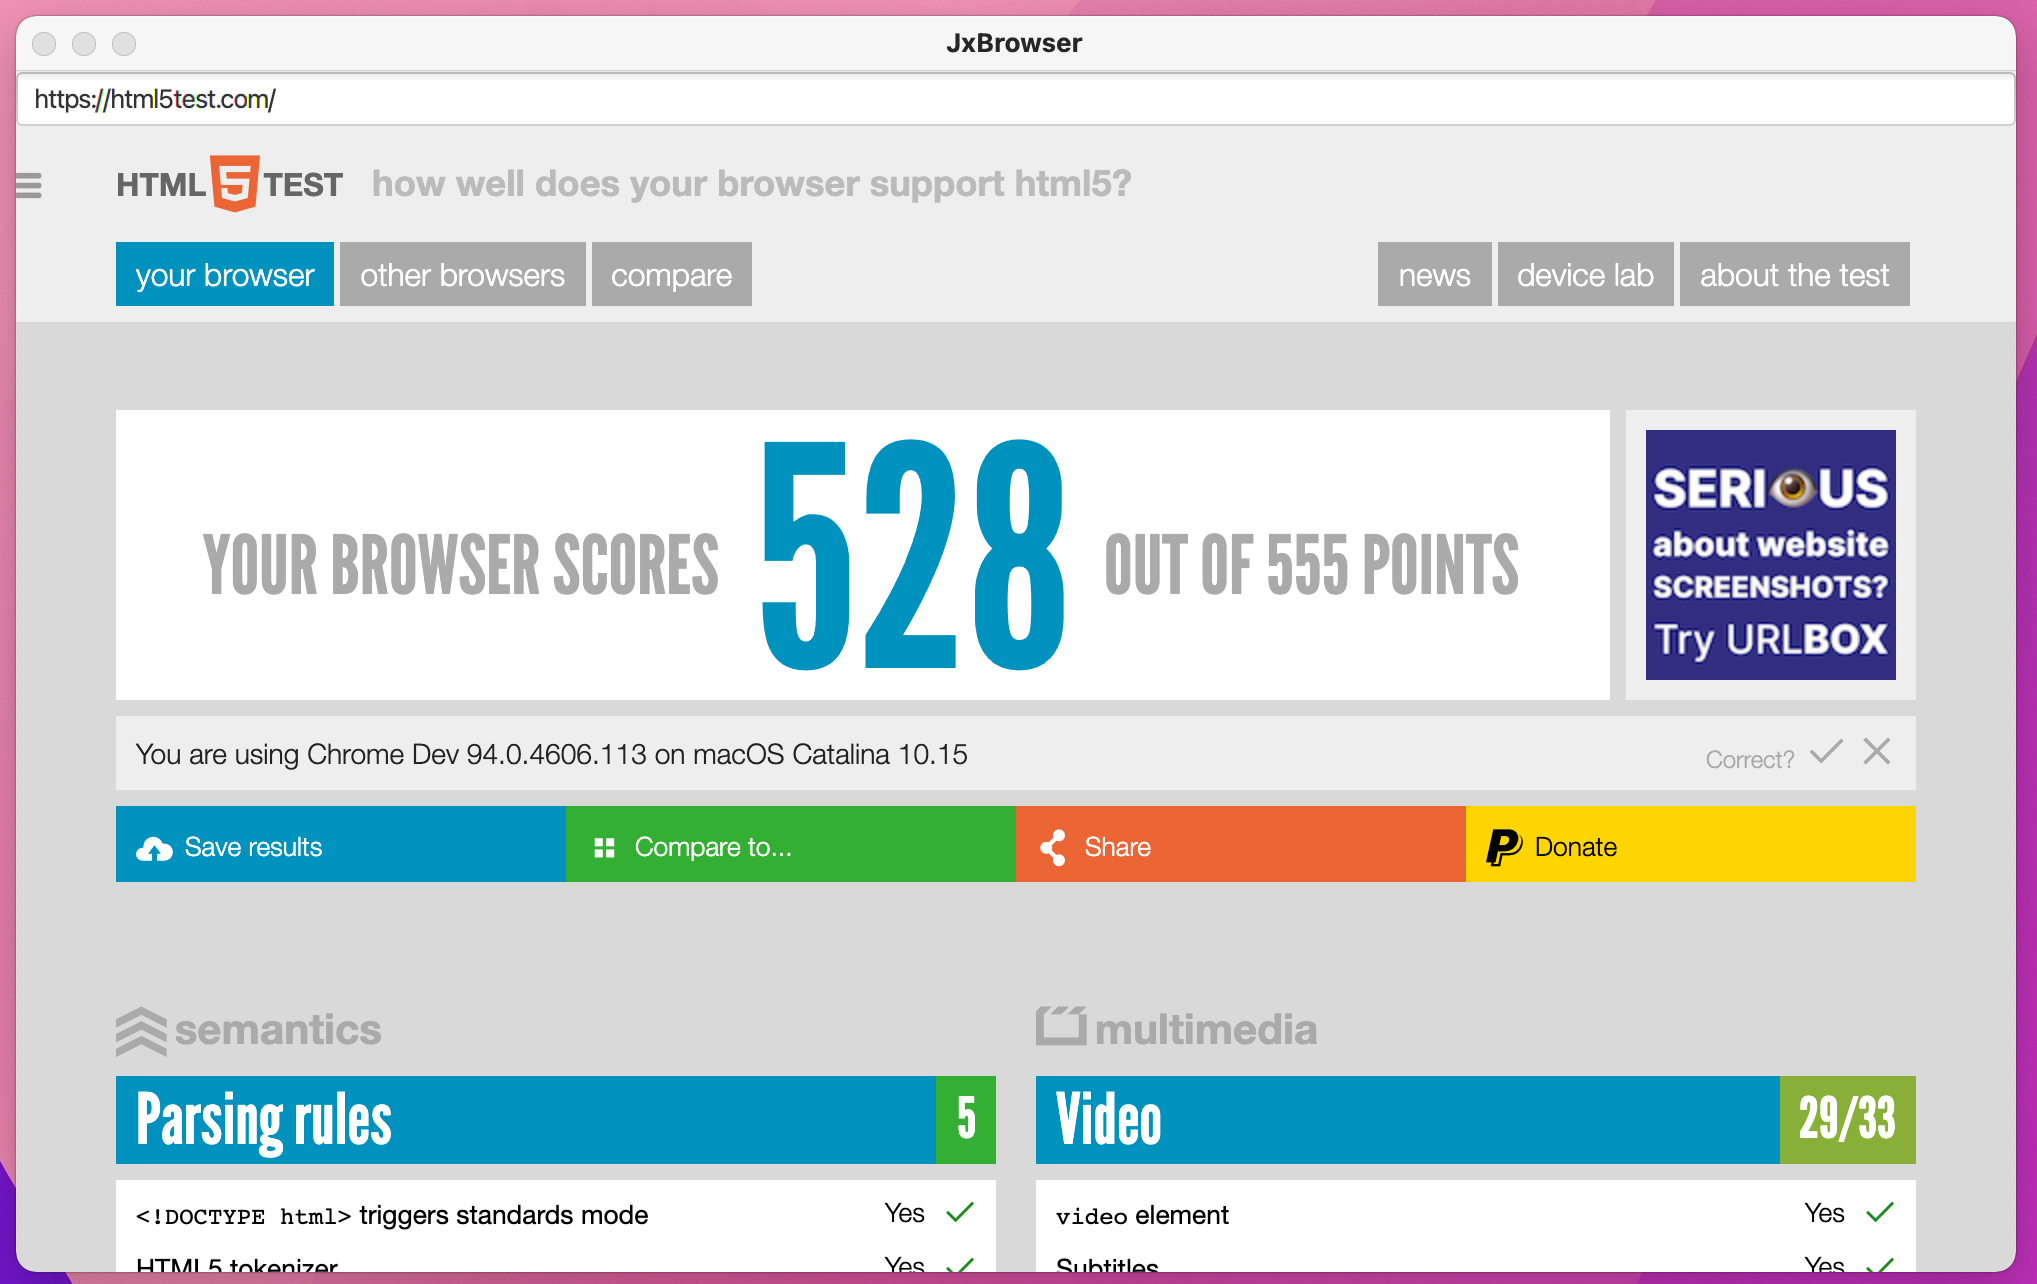 JxBrowser
https://html5test.com/
HTML5TEST how well does your browser support html5?
your browser other browsers compare news device lab about the test
YOUR BROWSER SCORES 528 OUT OF 555 POINTS
SERIOUS
about website
SCREENSHOTS?
Try URLBOX
You are using Chrome Dev 94.0.4606.113 on macOS Catalina 10.15 Correct?
Save results Compare to... Share Donate
semantics
Parsing rules 5
<!DOCTYPE html> triggers standards mode Yes
HTML5 tokenizer Yes
multimedia
Video 29/33
video element Yes
Subtitles Yes